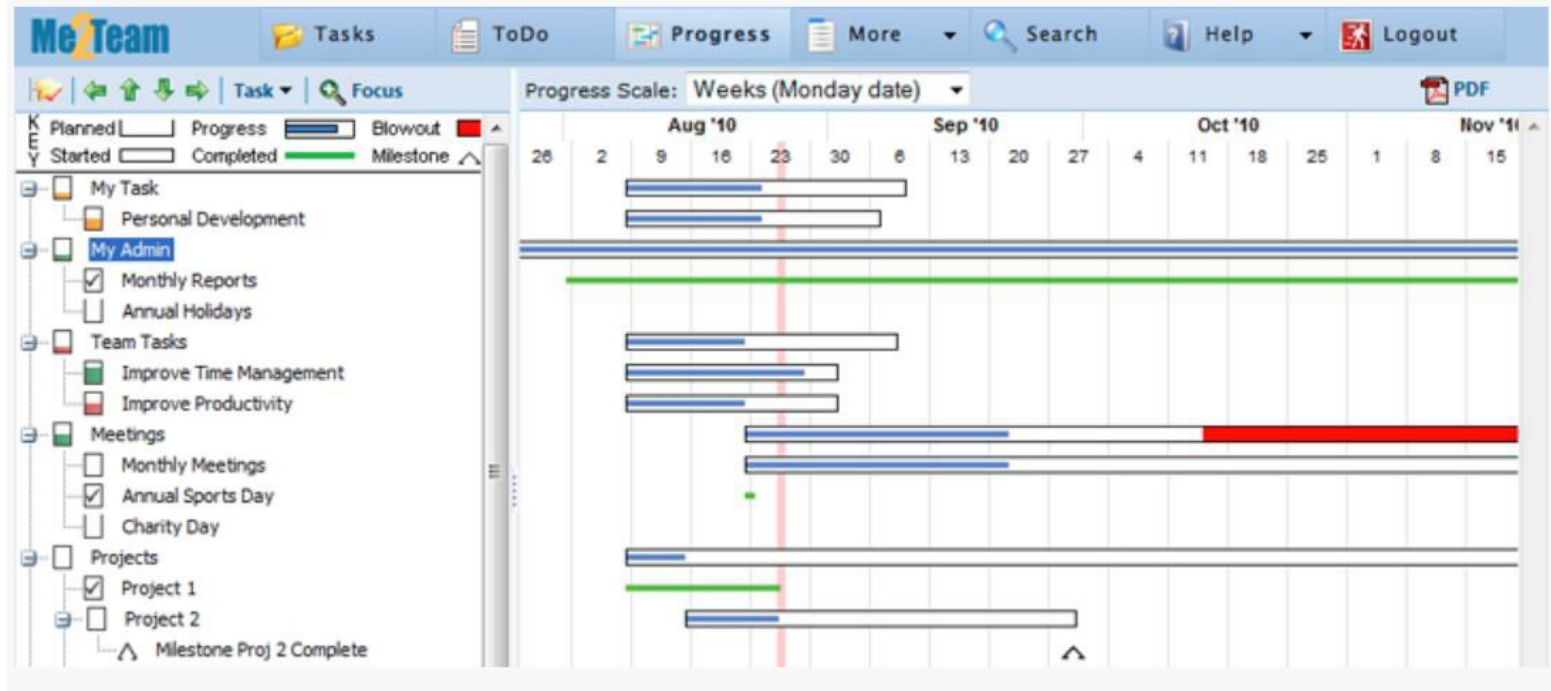 Me2Team Tasks ToDo Progress More Search Help Logout
Task Focus Progress Scale: Weeks (Monday date) PDF
KEY
Planned Progress Blowout
Started Completed Milestone
Aug '10 Sep '10 Oct '10 Nov '1
26 2 9 16 23 30 6 13 20 27 4 11 18 25 1 8 15
My Task
Personal Development
My Admin
Monthly Reports
Annual Holidays
Team Tasks
Improve Time Management
Improve Productivity
Meetings
Monthly Meetings
Annual Sports Day
Charity Day
Projects
Project 1
Project 2
Milestone Proj 2 Complete